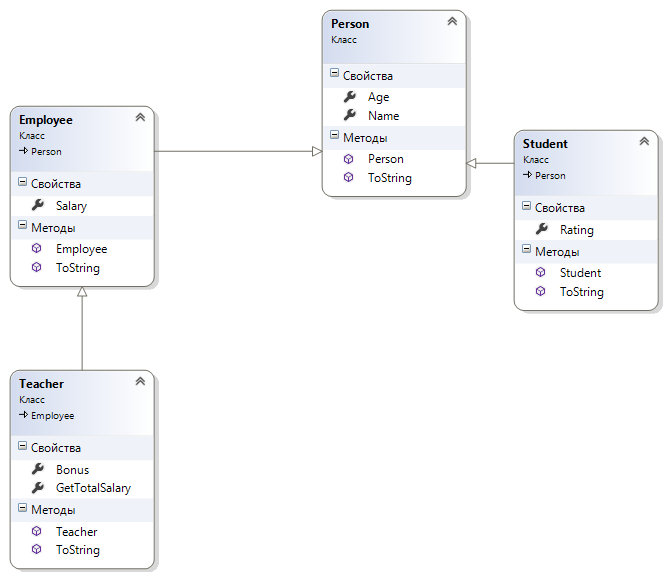 Person
Класс
Свойства
Age
Name
Методы
Person
ToString
Employee
Класс
Person
Свойства
Salary
Методы
Employee
ToString
Student
Класс
Person
Свойства
Rating
Методы
Student
ToString
Teacher
Класс
Employee
Свойства
Bonus
GetTotalSalary
Методы
Teacher
ToString